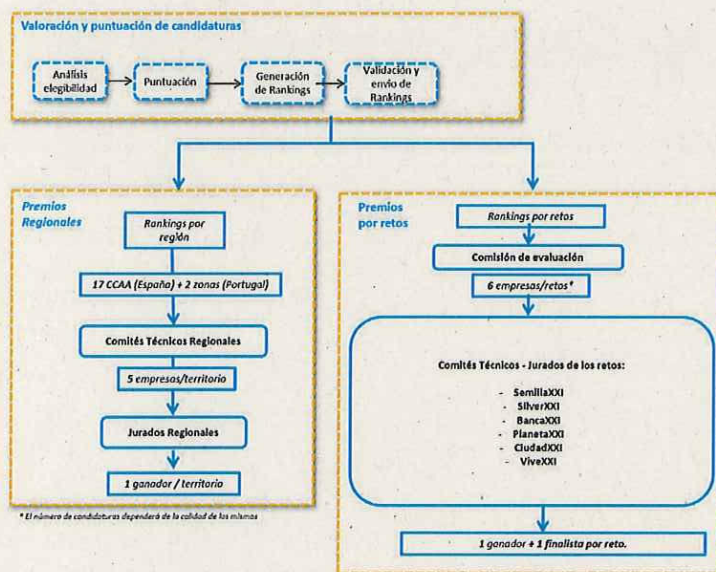 Valoración y puntuación de candidaturas
Análisis
elegibilidad
Puntuación
Generación
de Rankings
Validación y
envío de
Rankings
Premios
Regionales
Rankings por
región
17 CCAA (España) + 2 zonas (Portugal)
Comités Técnicos Regionales
5 empresas/territorio
Jurados Regionales
1 ganador / territorio
* El número de candidaturas dependerá de la calidad de las mismas
Premios
por retos
Rankings por retos
Comisión de evaluación
6 empresas/retos*
Comités Técnicos - Jurados de los retos:
- SemillaXXI
- SilverXXI
- BancaXXI
- PlanetaXXI
- CiudadXXI
- ViveXXI
1 ganador + 1 finalista por reto.